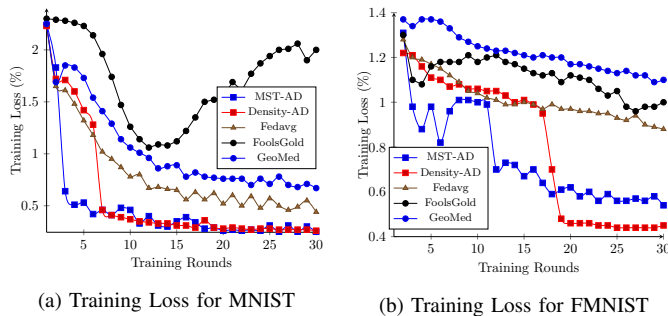 2
1.5
1
0.5
5
10
15
20
25
30
Training Loss (%)
Training Rounds
MST-AD
Density-AD
Fedavg
FoolsGold
GeoMed
(a) Training Loss for MNIST
1.4
1.2
1
0.8
0.6
0.4
5
10
15
20
25
30
Training Loss (%)
Training Rounds
MST-AD
Density-AD
Fedavg
FoolsGold
GeoMed
(b) Training Loss for FMNIST